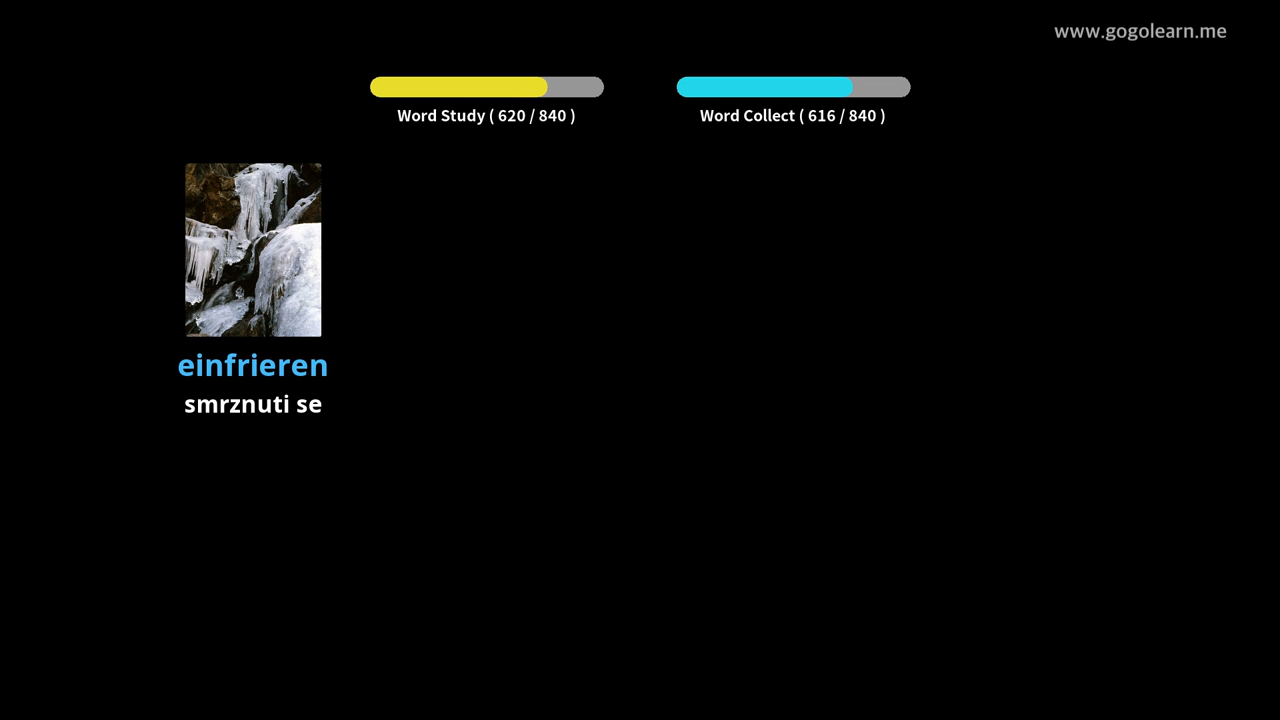 www.gogolearn.me
Word Study ( 620 / 840 )
Word Collect ( 616 / 840 )
einfrieren
smrznuti se